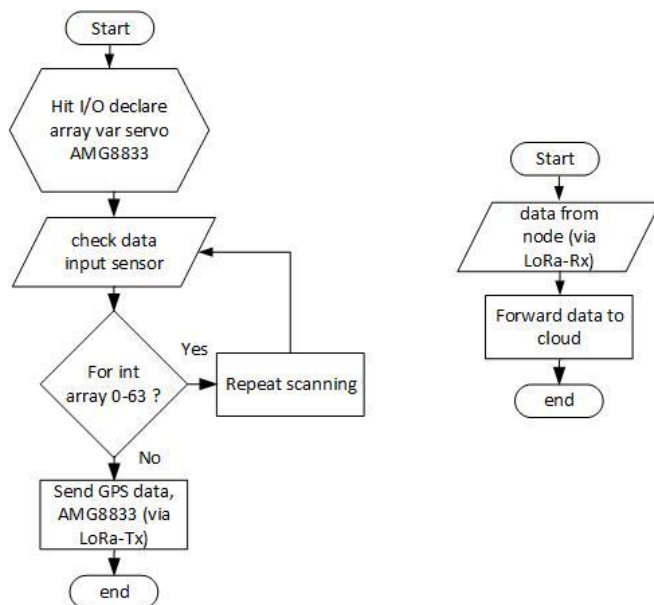 Start
Hit I/O declare
array var servo
AMG8833
check data
input sensor
For int
array 0-63 ?
Yes
Repeat scanning
No
Send GPS data,
AMG8833 (via
LoRa-Tx)
end
Start
data from
node (via
LoRa-Rx)
Forward data to
cloud
end